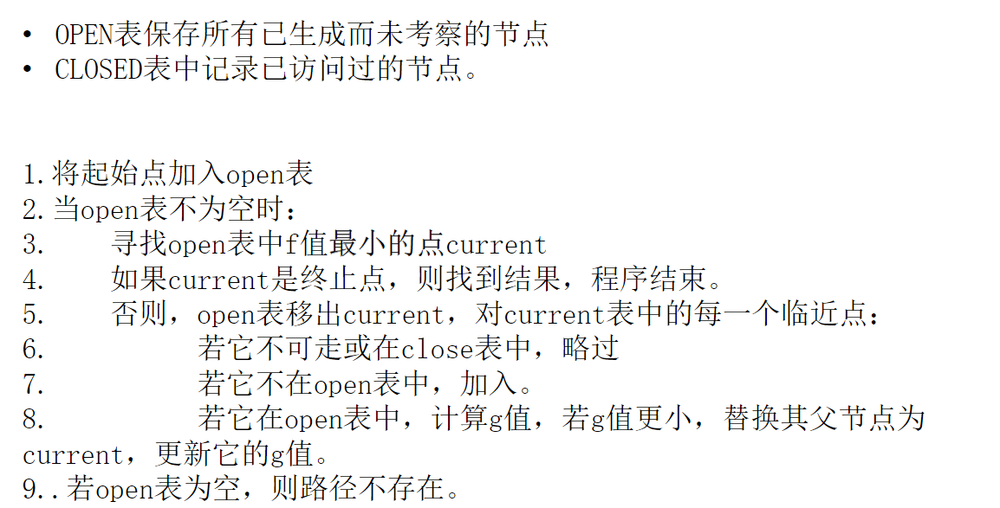 • OPEN表保存所有已生成而未考察的节点
• CLOSED表中记录已访问过的节点。
1.将起始点加入open表
2.当open表不为空时:
3. 寻找open表中f值最小的点current
4. 如果current是终止点，则找到结果，程序结束。
5. 否则，open表移出current，对current表中的每一个临近点:
6. 若它不可走或在close表中，略过
7. 若它不在open表中，加入。
8. 若它在open表中，计算g值，若g值更小，替换其父节点为
current，更新它的g值。
9..若open表为空，则路径不存在。